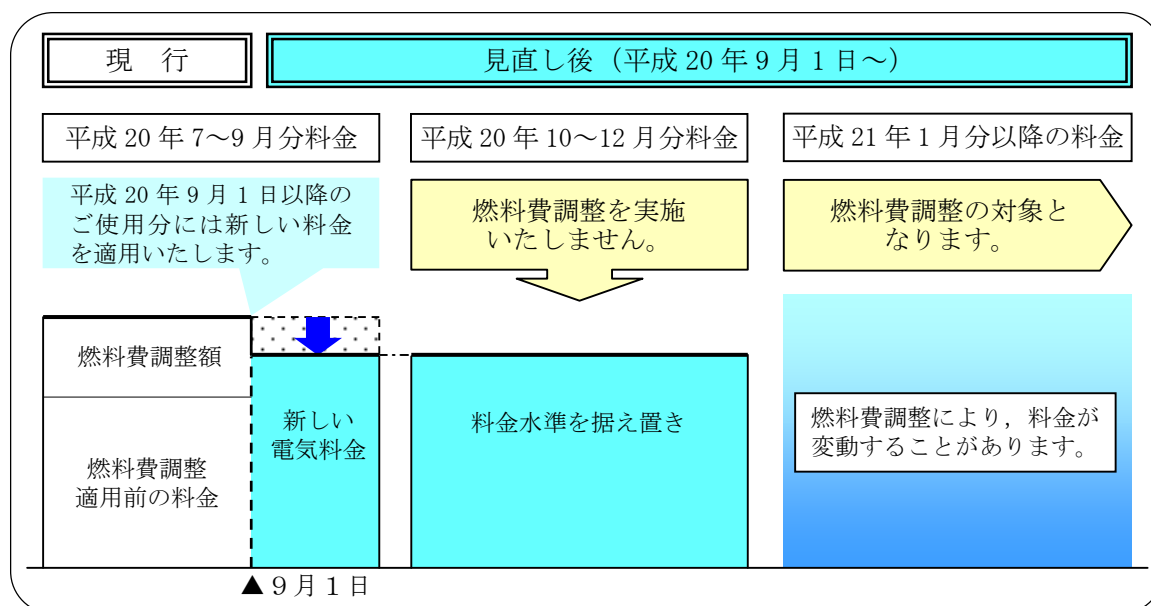 現 行
見直し後（平成 20 年 9 月 1 日～）
平成 20 年 7～9 月分料金
平成 20 年 10～12 月分料金
平成 21 年 1 月分以降の料金
平成 20 年 9 月 1 日以降の
ご使用分には新しい料金
を適用いたします。
燃料費調整を実施
いたしません。
燃料費調整の対象と
なります。
燃料費調整額
燃料費調整
適用前の料金
新しい
電気料金
料金水準を据え置き
燃料費調整により，料金が
変動することがあります。
▲９月１日